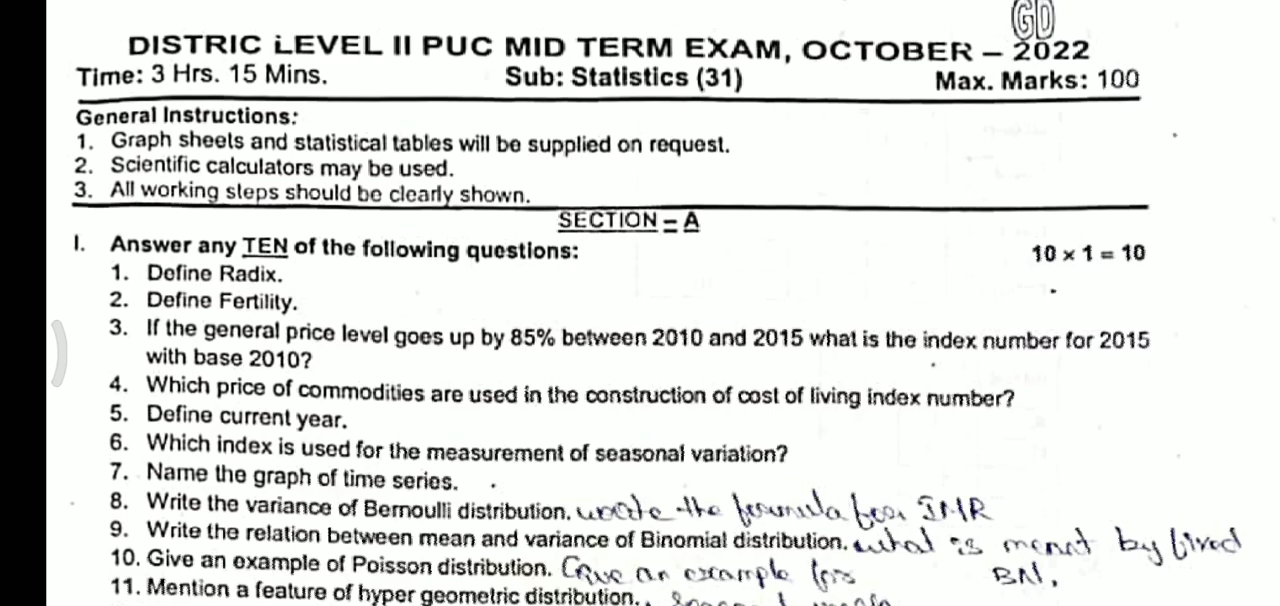 GD
DISTRIC LEVEL II PUC MID TERM EXAM, OCTOBER – 2022
Time: 3 Hrs. 15 Mins. Sub: Statistics (31) Max. Marks: 100
General Instructions:
1. Graph sheets and statistical tables will be supplied on request.
2. Scientific calculators may be used.
3. All working steps should be clearly shown.
SECTION – A
I. Answer any TEN of the following questions: 10 x 1 = 10
1. Define Radix.
2. Define Fertility.
3. If the general price level goes up by 85% between 2010 and 2015 what is the index number for 2015
with base 2010?
4. Which price of commodities are used in the construction of cost of living index number?
5. Define current year.
6. Which index is used for the measurement of seasonal variation?
7. Name the graph of time series.
8. Write the variance of Bernoulli distribution. write the formula for IMR
9. Write the relation between mean and variance of Binomial distribution. what is menet by fixed
10. Give an example of Poisson distribution. Give an example for BN.
11. Mention a feature of hyper geometric distribution.